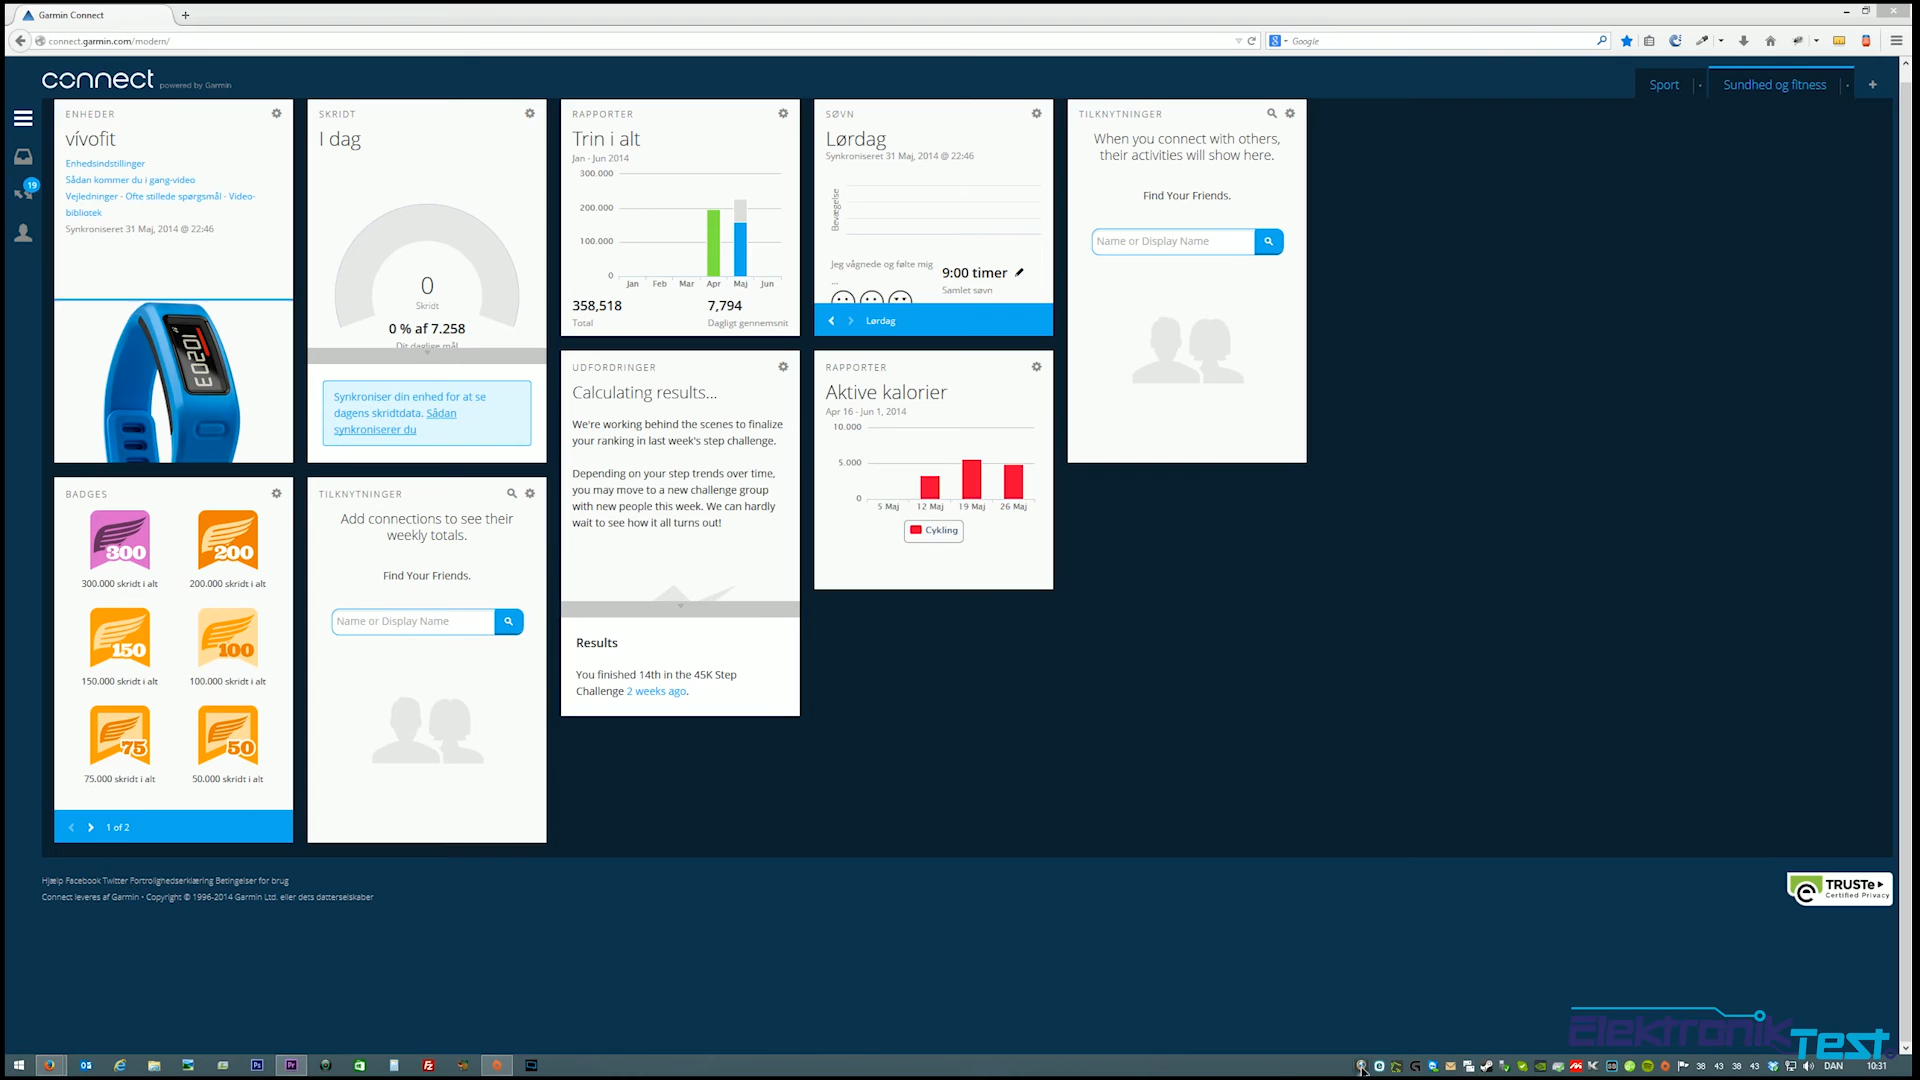 Garmin Connect
connect.garmin.com/modern/
Google
connect powered by Garmin
Sport
Sundhed og fitness
19
ENHEDER
vívofit
Enhedsindstillinger
Sådan kommer du i gang-video
Vejledninger - Ofte stillede spørgsmål - Video-
bibliotek
Synkroniseret 31 Maj, 2014 @ 22:46
SKRIDT
I dag
0
Skridt
0 % af 7.258
Dit daglige mål
Synkroniser din enhed for at se
dagens skridtdata. Sådan
synkroniserer du
RAPPORTER
Trin i alt
Jan - Jun 2014
300.000
200.000
100.000
0
Jan Feb Mar Apr Maj Jun
358,518
Total
7,794
Dagligt gennemsnit
SØVN
Lørdag
Synkroniseret 31 Maj, 2014 @ 22:46
Bevægelse
Jeg vågnede og følte mig
...
9:00 timer
Samlet søvn
Lørdag
TILKNYTNINGER
When you connect with others,
their activities will show here.
Find Your Friends.
Name or Display Name
BADGES
300
300.000 skridt i alt
200
200.000 skridt i alt
150
150.000 skridt i alt
100
100.000 skridt i alt
75
75.000 skridt i alt
50
50.000 skridt i alt
1 of 2
TILKNYTNINGER
Add connections to see their
weekly totals.
Find Your Friends.
Name or Display Name
UDFORDRINGER
Calculating results...
We're working behind the scenes to finalize
your ranking in last week's step challenge.
Depending on your step trends over time,
you may move to a new challenge group
with new people this week. We can hardly
wait to see how it all turns out!
Results
You finished 14th in the 45K Step
Challenge 2 weeks ago.
RAPPORTER
Aktive kalorier
Apr 16 - Jun 1, 2014
10.000
5.000
0
5 Maj 12 Maj 19 Maj 26 Maj
Cykling
Hjælp Facebook Twitter Fortrolighedserklæring Betingelser for brug
Connect leveres af Garmin • Copyright © 1996-2014 Garmin Ltd. eller dets datterselskaber
TRUSTe
Certified Privacy
Elektronik
Test
38 43 38 43
DAN
10:31